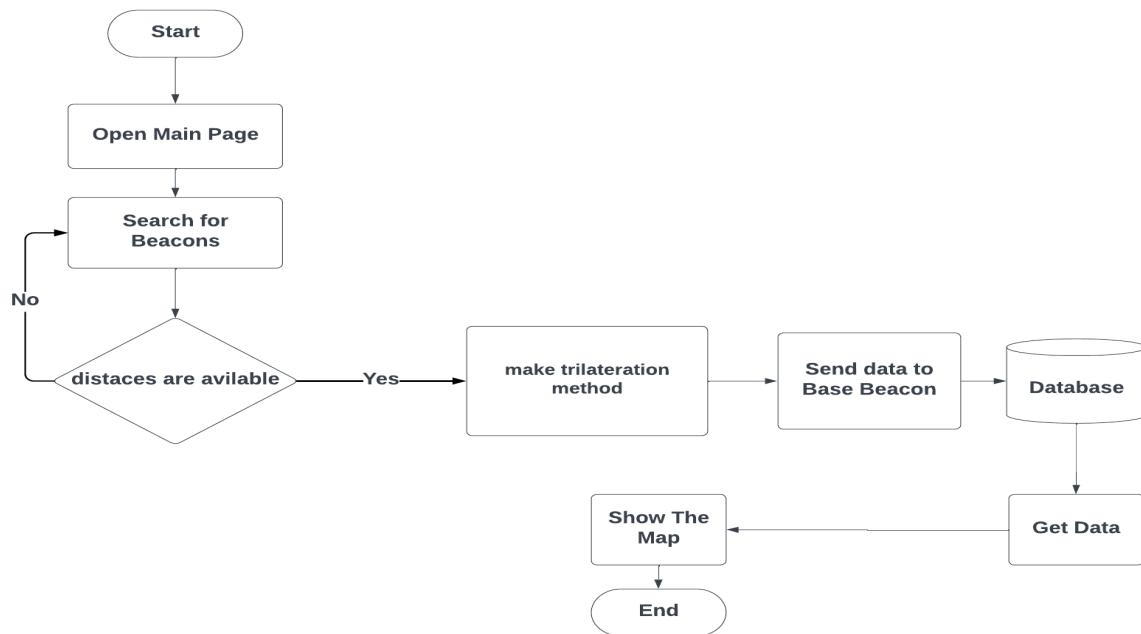 Start
Open Main Page
Search for
Beacons
No
distaces are avilable
Yes
make trilateration
method
Send data to
Base Beacon
Database
Get Data
Show The
Map
End